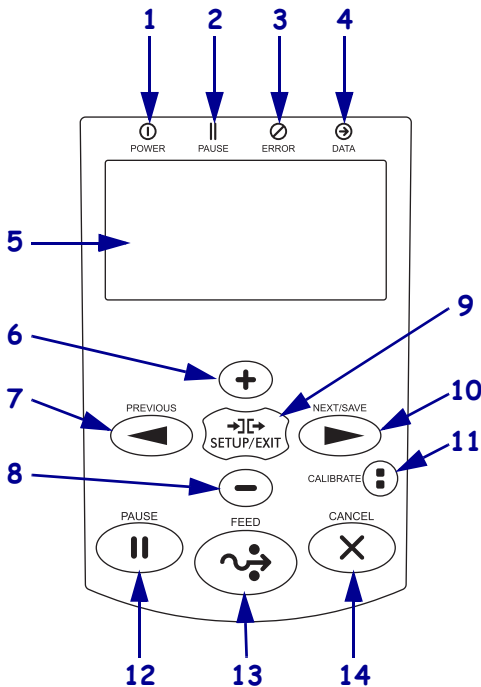 1 2 3 4
POWER PAUSE ERROR DATA
5
9
6
7
PREVIOUS
NEXT/SAVE
10
SETUP/EXIT
11
8
CALIBRATE
PAUSE
FEED
CANCEL
12 13 14